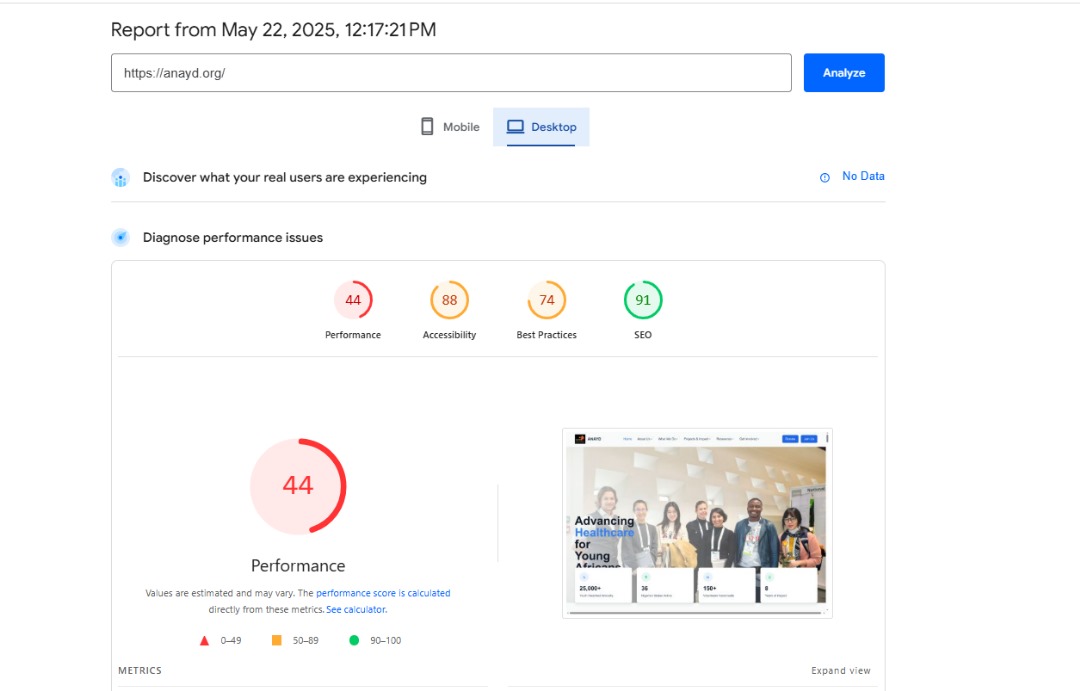 Report from May 22, 2025, 12:17:21 PM
https://anayd.org/
Analyze
Mobile
Desktop
Discover what your real users are experiencing
No Data
Diagnose performance issues
44
88
74
91
Performance
Accessibility
Best Practices
SEO
44
Performance
Values are estimated and may vary. The performance score is calculated
directly from these metrics. See calculator.
0–49
50–89
90–100
ANAYD
Home
Advancing
Healthcare
for
Young
Africans
25,000+
35
150+
8
METRICS
Expand view